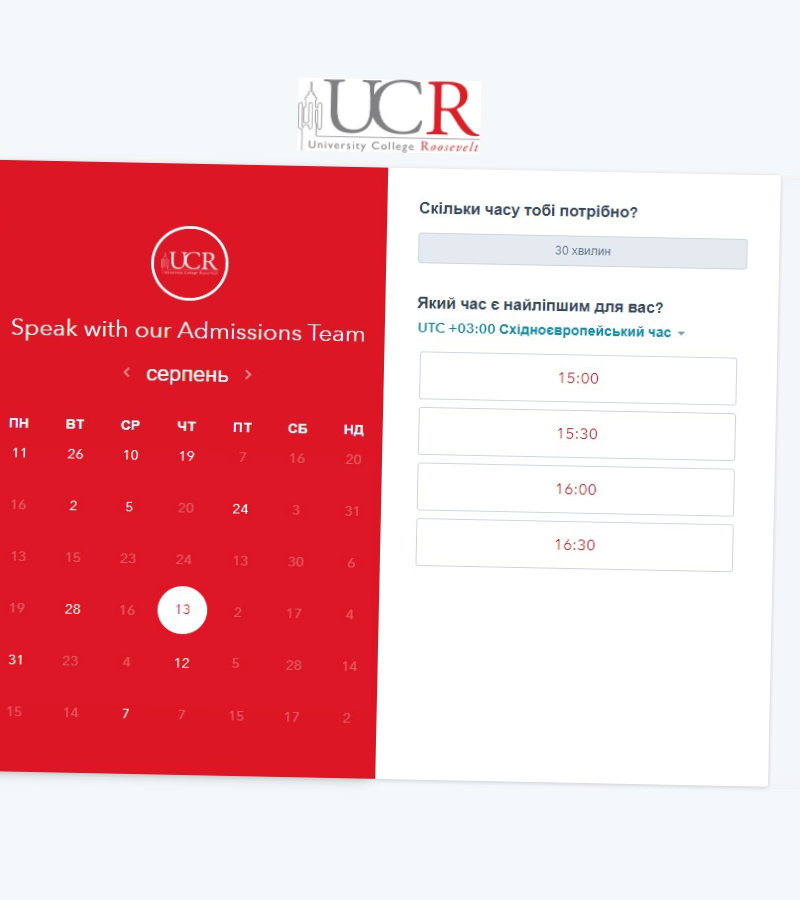 UCR
University College Roosevelt
UCR
University College Roosevelt
Speak with our Admissions Team
серпень
ПН ВТ СР ЧТ ПТ СБ НД
11 26 10 19 7 16 20
16 2 5 20 24 3 31
13 15 23 24 13 30 6
19 28 16 13 2 17 4
31 23 4 12 5 28 14
15 14 7 7 15 17 2
Скільки часу тобі потрібно?
30 хвилин
Який час є найліпшим для вас?
UTC +03:00 Східноєвропейський час
15:00
15:30
16:00
16:30